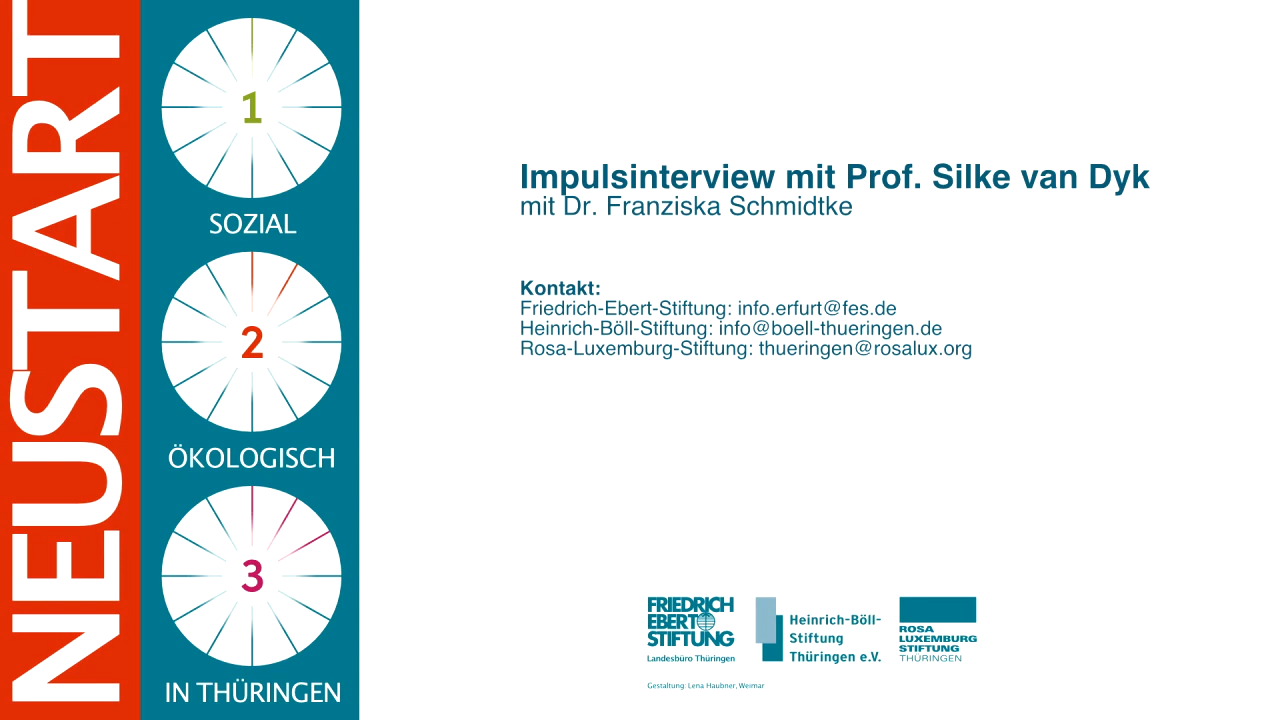 NEUSTART
1
SOZIAL
2
ÖKOLOGISCH
3
IN THÜRINGEN
Impulsinterview mit Prof. Silke van Dyk
mit Dr. Franziska Schmidtke
Kontakt:
Friedrich-Ebert-Stiftung: info.erfurt@fes.de
Heinrich-Böll-Stiftung: info@boell-thueringen.de
Rosa-Luxemburg-Stiftung: thueringen@rosalux.org
FRIEDRICH
EBERT
STIFTUNG
Landesbüro Thüringen
Heinrich-Böll-
Stiftung
Thüringen e.V.
ROSA
LUXEMBURG
STIFTUNG
THÜRINGEN
Gestaltung: Lena Haubner, Weimar